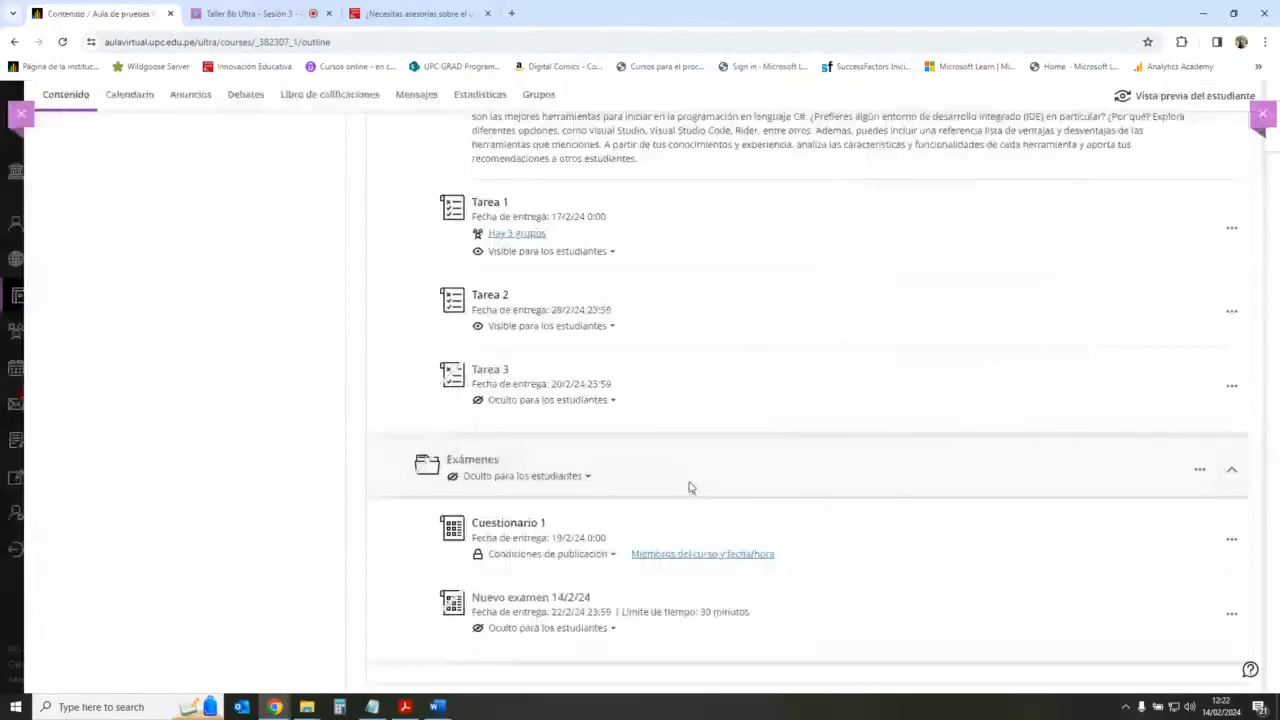 Contenido / Aula de pruebas
Taller Bb Ultra - Sesión 3 -
¿Necesitas asesorías sobre el u
aulavirtual.upc.edu.pe/ultra/courses/_382307_1/outline
Página de la instituc...
Wildgoose Server
Innovación Educativa
Cursos online - en c...
UPC GRAD Program...
Digital Comics - Co...
Cursos para el proc...
Sign in - Microsoft L...
SuccessFactors Inici...
Microsoft Learn | Mi...
Home - Microsoft L...
Analytics Academy
»
Contenido
Calendario
Anuncios
Debates
Libro de calificaciones
Mensajes
Estadísticas
Grupos
Vista previa del estudiante
son las mejores herramientas para iniciar en la programación en lenguaje C#. ¿Prefieres algún entorno de desarrollo integrado (IDE) en particular? ¿Por qué? Explora
diferentes opciones, como Visual Studio, Visual Studio Code, Rider, entre otros. Además, puedes incluir una referencia lista de ventajas y desventajas de las
herramientas que menciones. A partir de tus conocimientos y experiencia, analiza las características y funcionalidades de cada herramienta y aporta tus
recomendaciones a otros estudiantes.
Tarea 1
Fecha de entrega: 17/2/24 0:00
Hay 3 grupos
Visible para los estudiantes
Tarea 2
Fecha de entrega: 28/2/24 23:59
Visible para los estudiantes
Tarea 3
Fecha de entrega: 20/2/24 23:59
Oculto para los estudiantes
Exámenes
Oculto para los estudiantes
Cuestionario 1
Fecha de entrega: 19/2/24 0:00
Condiciones de publicación
Miembros del curso y fecha/hora
Nuevo examen 14/2/24
Fecha de entrega: 22/2/24 23:59 | Límite de tiempo: 30 minutos
Oculto para los estudiantes
Type here to search
12:22
14/02/2024
21